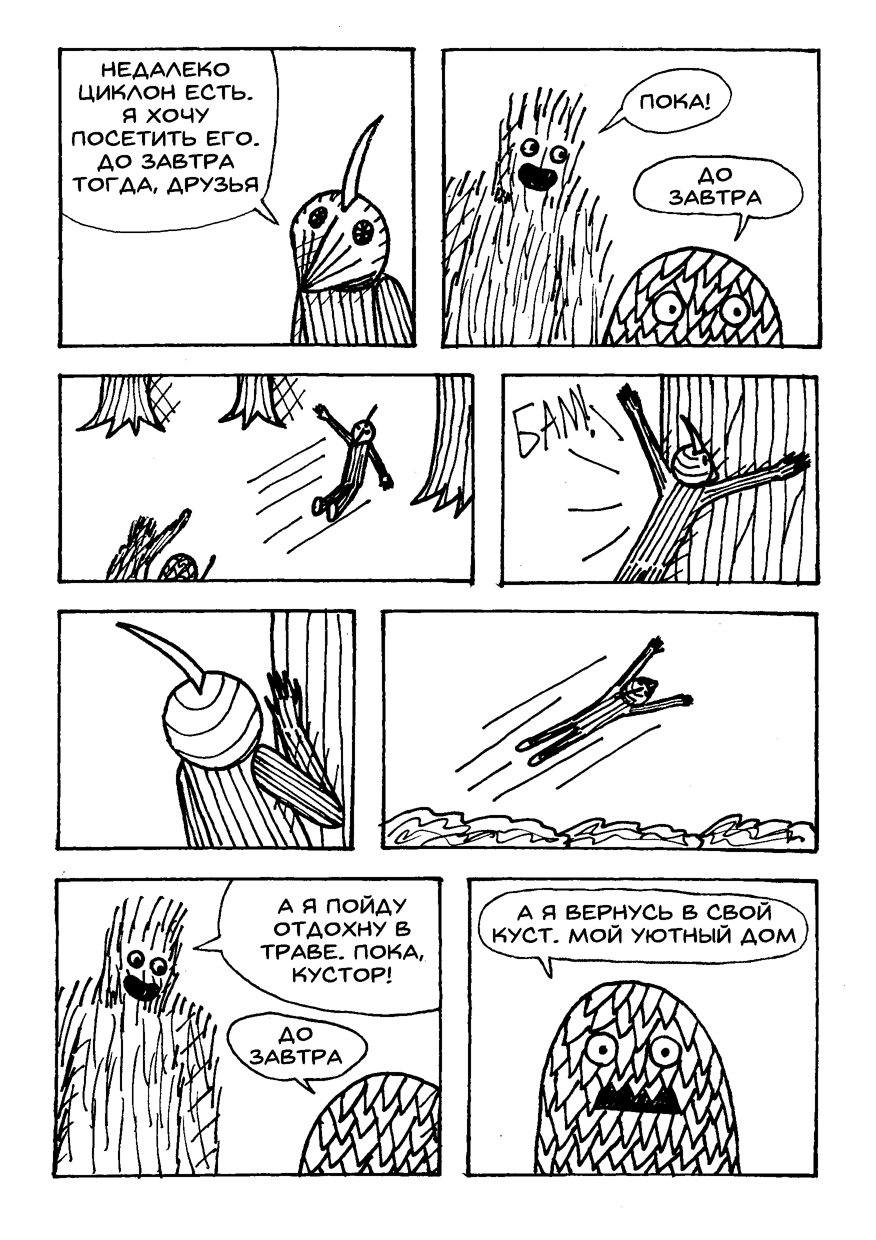 НЕДАЛЕКО
ЦИКЛОН ЕСТЬ.
Я ХОЧУ
ПОСЕТИТЬ ЕГО.
ДО ЗАВТРА
ТОГДА, ДРУЗЬЯ
ПОКА!
ДО
ЗАВТРА
БАМ!
А Я ПОЙДУ
ОТДОХНУ В
ТРАВЕ. ПОКА,
КУСТОР!
ДО
ЗАВТРА
А Я ВЕРНУСЬ В СВОЙ
КУСТ. МОЙ УЮТНЫЙ ДОМ